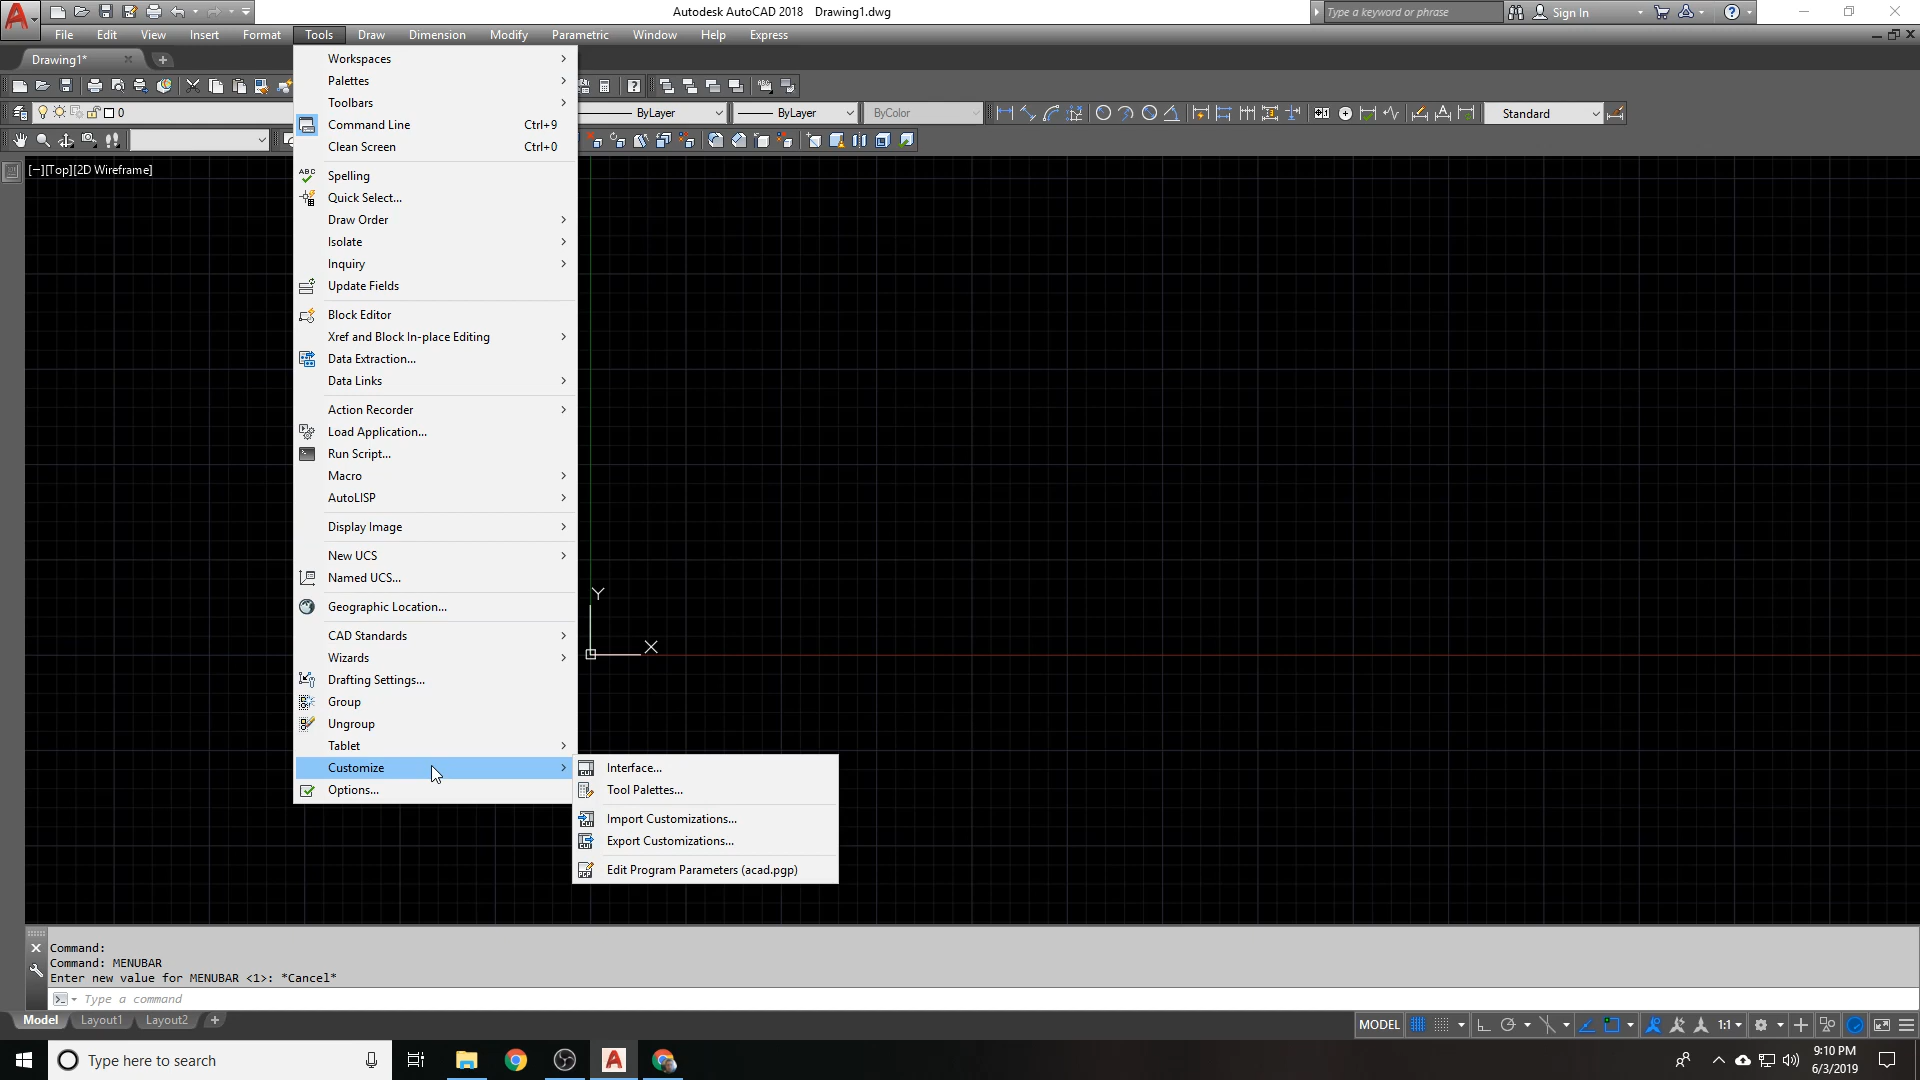 Autodesk AutoCAD 2018 Drawing1.dwg
Type a keyword or phrase
Sign In
File Edit View Insert Format Tools Draw Dimension Modify Parametric Window Help Express
Drawing1*
0
ByLayer
ByLayer
ByColor
Standard
[−][Top][2D Wireframe]
Workspaces
Palettes
Toolbars
Command Line Ctrl+9
Clean Screen Ctrl+0
ABC Spelling
Quick Select...
Draw Order
Isolate
Inquiry
Update Fields
Block Editor
Xref and Block In-place Editing
Data Extraction...
Data Links
Action Recorder
Load Application...
Run Script...
Macro
AutoLISP
Display Image
New UCS
Named UCS...
Geographic Location...
CAD Standards
Wizards
Drafting Settings...
Group
Ungroup
Tablet
Customize
Options...
Interface...
Tool Palettes...
Import Customizations...
Export Customizations...
Edit Program Parameters (acad.pgp)
Y
X
Command:
Command: MENUBAR
Enter new value for MENUBAR <1>: *Cancel*
Type a command
Model Layout1 Layout2
MODEL
1:1
Type here to search
9:10 PM
6/3/2019